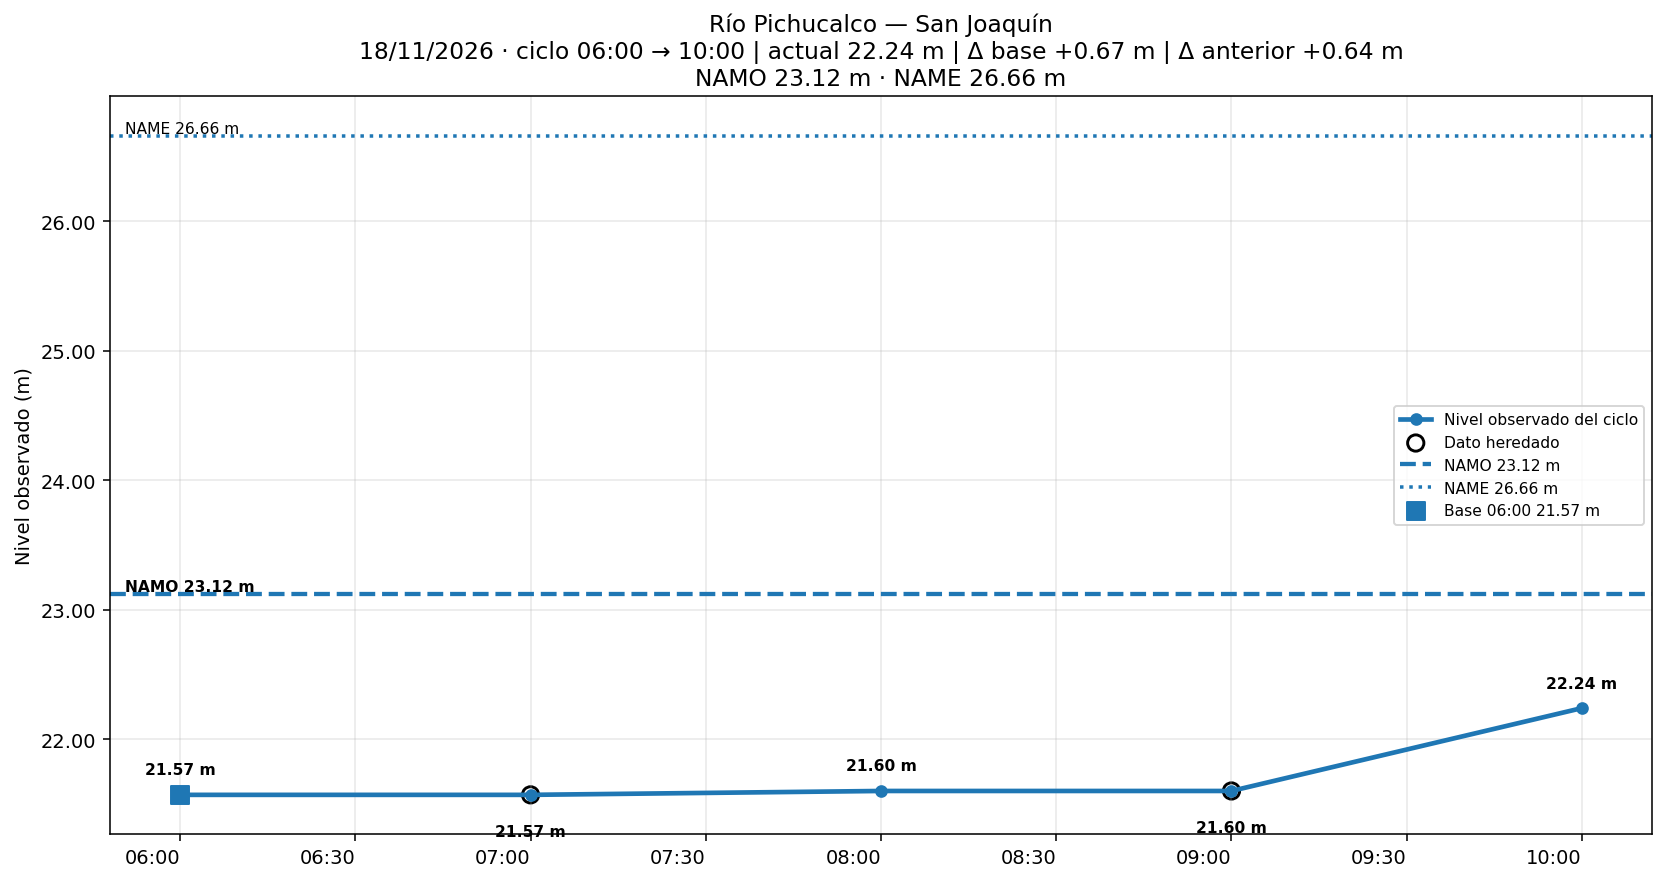 Río Pichucalco — San Joaquín
18/11/2026 · ciclo 06:00 → 10:00 | actual 22.24 m | Δ base +0.67 m | Δ anterior +0.64 m
NAMO 23.12 m · NAME 26.66 m
Nivel observado (m)
26.00
25.00
24.00
23.00
22.00
NAME 26.66 m
NAMO 23.12 m
21.57 m
21.57 m
21.60 m
21.60 m
22.24 m
Nivel observado del ciclo
Dato heredado
NAMO 23.12 m
NAME 26.66 m
Base 06:00 21.57 m
06:00
06:30
07:00
07:30
08:00
08:30
09:00
09:30
10:00